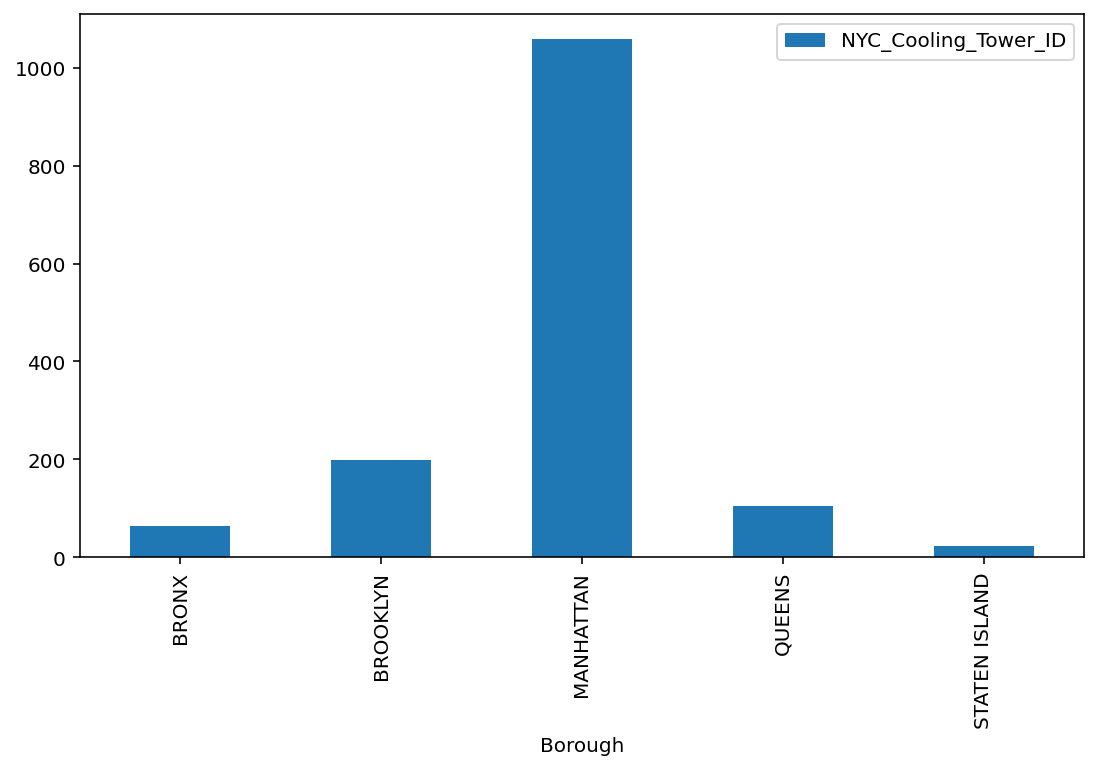 NYC_Cooling_Tower_ID
1000
800
600
400
200
0
BRONX
BROOKLYN
MANHATTAN
QUEENS
STATEN ISLAND
Borough